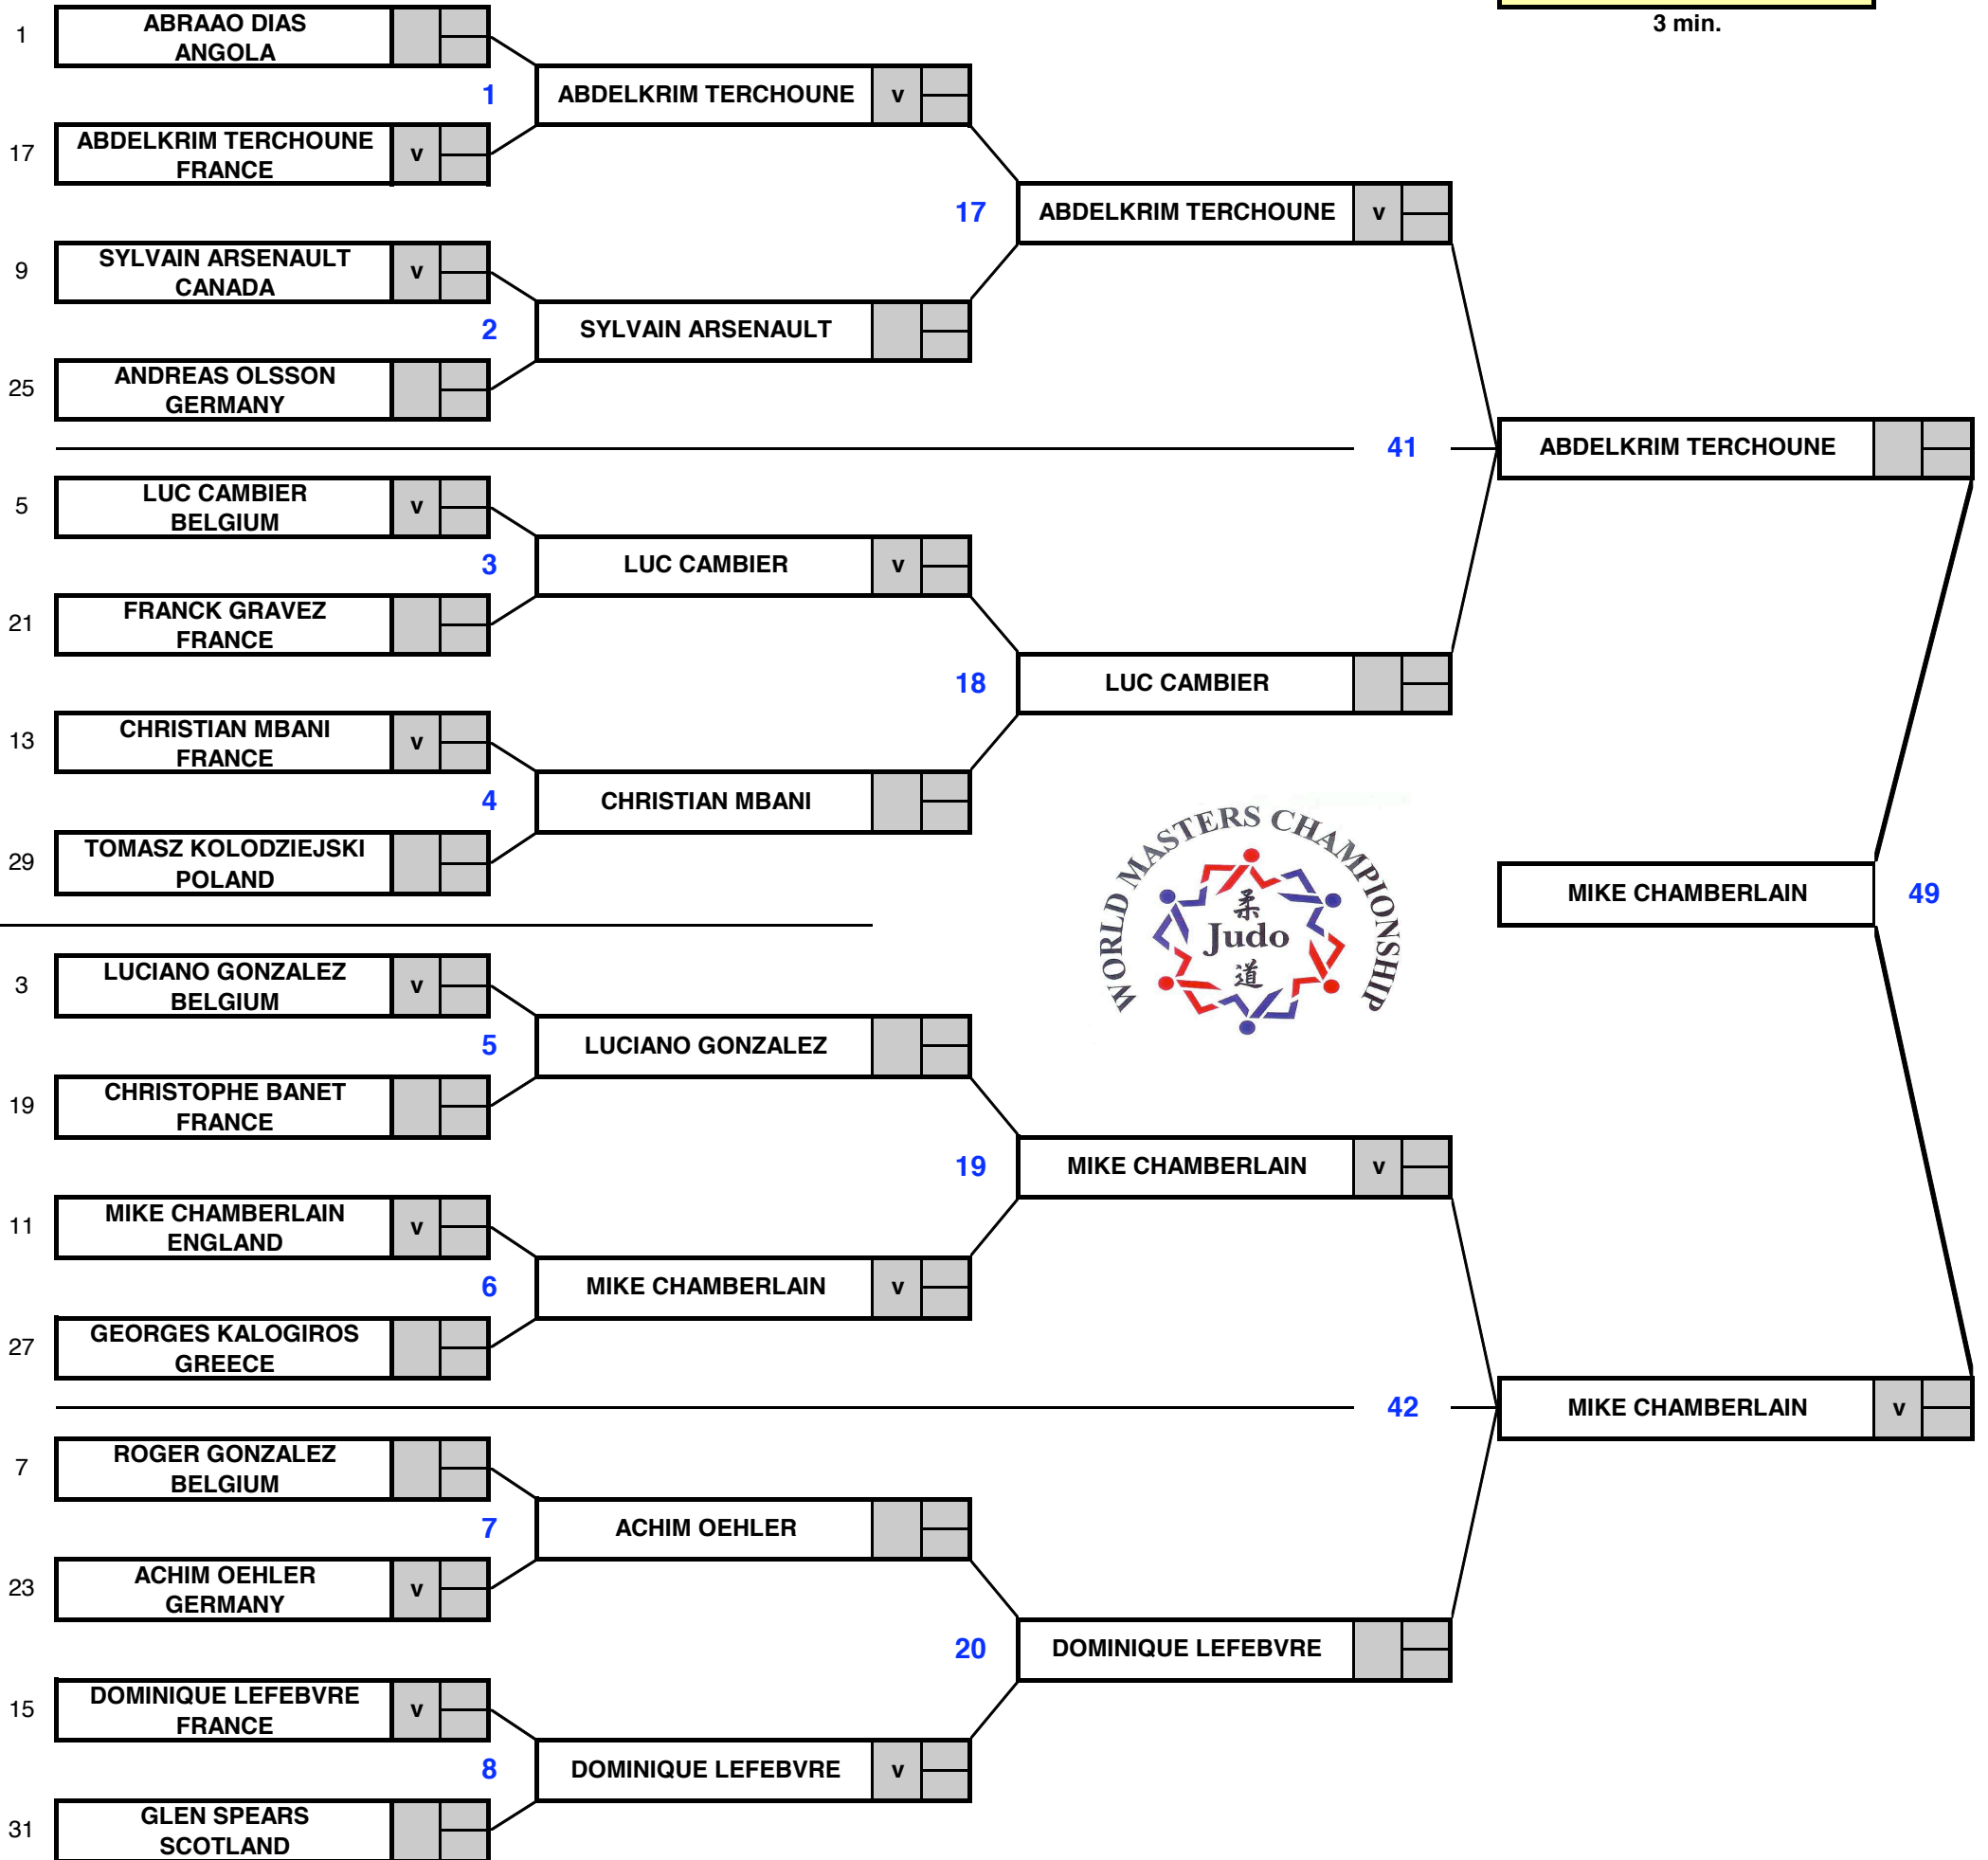 3 min.
1
ABRAAO DIAS
ANGOLA
1
ABDELKRIM TERCHOUNE v
17
ABDELKRIM TERCHOUNE
FRANCE
v
17
ABDELKRIM TERCHOUNE v
9
SYLVAIN ARSENAULT
CANADA
v
2
SYLVAIN ARSENAULT
25
ANDREAS OLSSON
GERMANY
41
ABDELKRIM TERCHOUNE
5
LUC CAMBIER
BELGIUM
v
3
LUC CAMBIER v
21
FRANCK GRAVEZ
FRANCE
18
LUC CAMBIER
13
CHRISTIAN MBANI
FRANCE
v
4
CHRISTIAN MBANI
29
TOMASZ KOLODZIEJSKI
POLAND
WORLD MASTERS CHAMPIONSHIP
柔
Judo
道
MIKE CHAMBERLAIN 49
3
LUCIANO GONZALEZ
BELGIUM
v
5
LUCIANO GONZALEZ
19
CHRISTOPHE BANET
FRANCE
19
MIKE CHAMBERLAIN v
11
MIKE CHAMBERLAIN
ENGLAND
v
6
MIKE CHAMBERLAIN v
27
GEORGES KALOGIROS
GREECE
42
MIKE CHAMBERLAIN v
7
ROGER GONZALEZ
BELGIUM
7
ACHIM OEHLER
23
ACHIM OEHLER
GERMANY
v
20
DOMINIQUE LEFEBVRE
15
DOMINIQUE LEFEBVRE
FRANCE
v
8
DOMINIQUE LEFEBVRE v
31
GLEN SPEARS
SCOTLAND